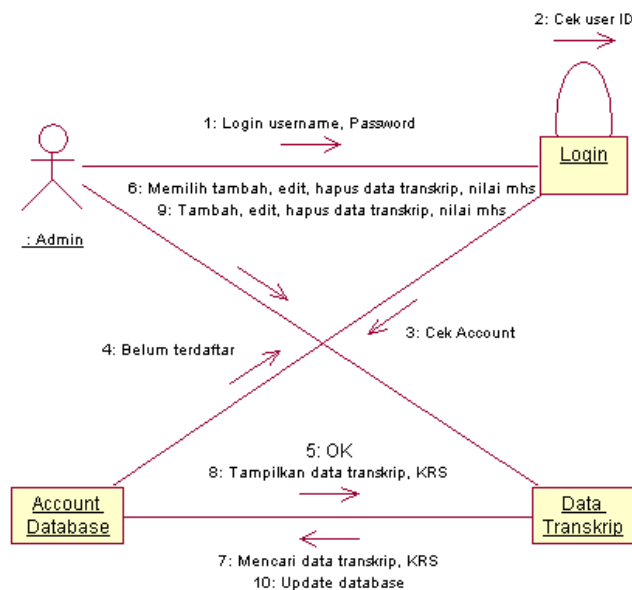 2: Cek user ID
1: Login username, Password
Login
6: Memilih tambah, edit, hapus data transkrip, nilai mhs
9: Tambah, edit, hapus data transkrip, nilai mhs
: Admin
3: Cek Account
4: Belum terdaftar
5: OK
8: Tampilkan data transkrip, KRS
Account
Database
Data
Transkrip
7: Mencari data transkrip, KRS
10: Update database